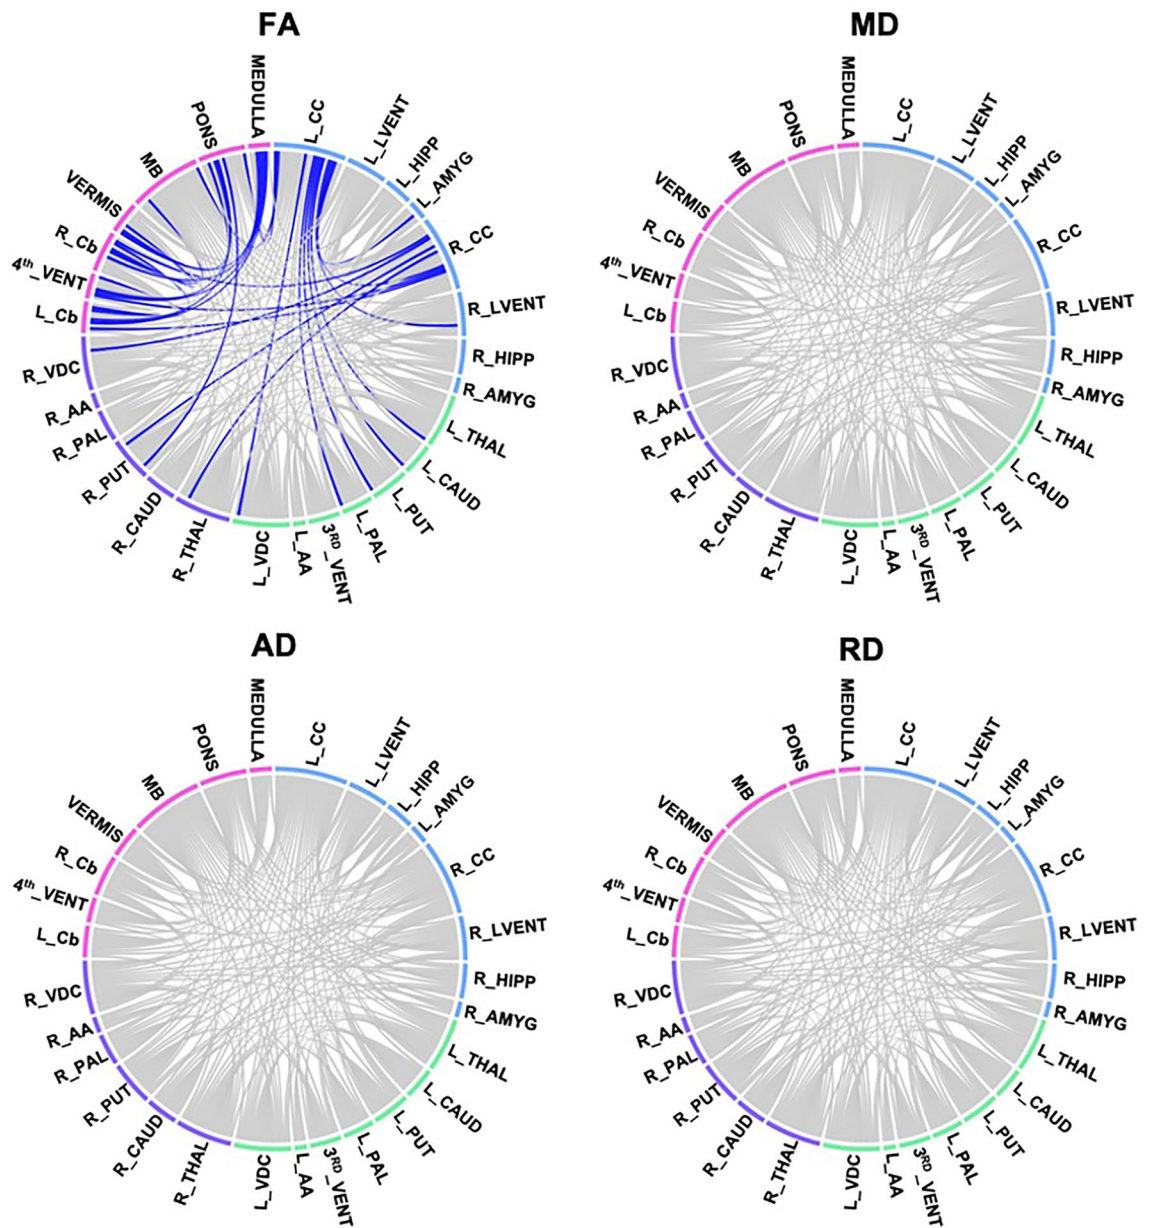 FA
MEDULLA
L_CC
L_LVENT
L_HIPP
L_AMYG
R_CC
R_LVENT
R_HIPP
R_AMYG
L_THAL
L_CAUD
L_PUT
L_PAL
3RD_VENT
L_AA
L_VDC
R_THAL
R_CAUD
R_PUT
R_PAL
R_AA
R_VDC
L_Cb
4th_VENT
R_Cb
VERMIS
MB
PONS
MD
MEDULLA
L_CC
L_LVENT
L_HIPP
L_AMYG
R_CC
R_LVENT
R_HIPP
R_AMYG
L_THAL
L_CAUD
L_PUT
L_PAL
3RD_VENT
L_AA
L_VDC
R_THAL
R_CAUD
R_PUT
R_PAL
R_AA
R_VDC
L_Cb
4th_VENT
R_Cb
VERMIS
MB
PONS
AD
MEDULLA
L_CC
L_LVENT
L_HIPP
L_AMYG
R_CC
R_LVENT
R_HIPP
R_AMYG
L_THAL
L_CAUD
L_PUT
L_PAL
3RD_VENT
L_AA
L_VDC
R_THAL
R_CAUD
R_PUT
R_PAL
R_AA
R_VDC
L_Cb
4th_VENT
R_Cb
VERMIS
MB
PONS
RD
MEDULLA
L_CC
L_LVENT
L_HIPP
L_AMYG
R_CC
R_LVENT
R_HIPP
R_AMYG
L_THAL
L_CAUD
L_PUT
L_PAL
3RD_VENT
L_AA
L_VDC
R_THAL
R_CAUD
R_PUT
R_PAL
R_AA
R_VDC
L_Cb
4th_VENT
R_Cb
VERMIS
MB
PONS